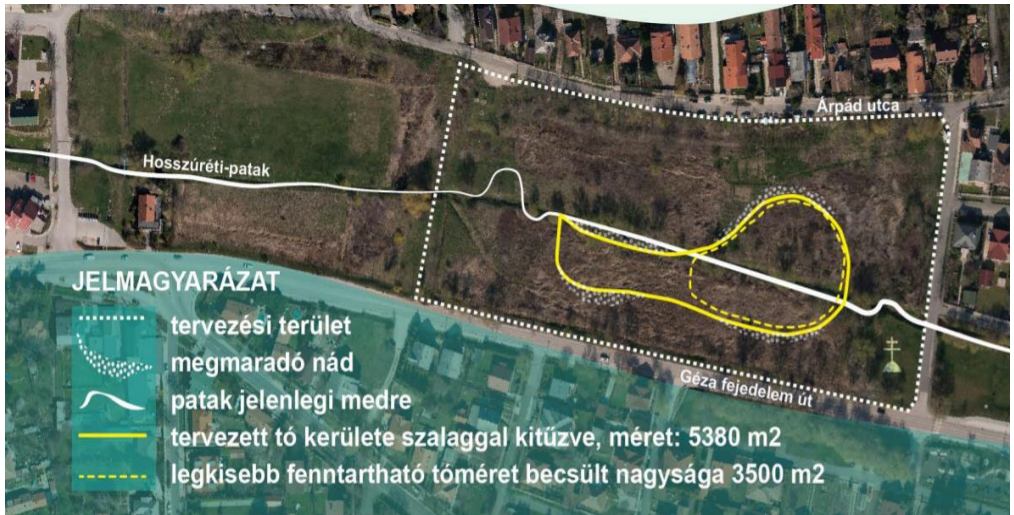 Árpád utca
Hosszúréti-patak
JELMAGYARÁZAT
tervezési terület
megmaradó nád
patak jelenlegi medre
Géza fejedelem út
tervezett tó kerülete szalaggal kitűzve, méret: 5380 m2
legkisebb fenntartható tóméret becsült nagysága 3500 m2